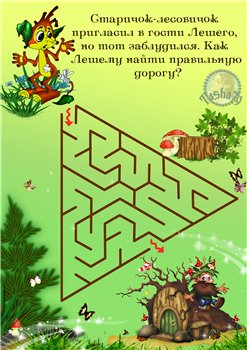 Старичок-лесовичок
пригласил в гости Лешего,
но тот заблудился. Как
Лешему найти правильную
дорогу?